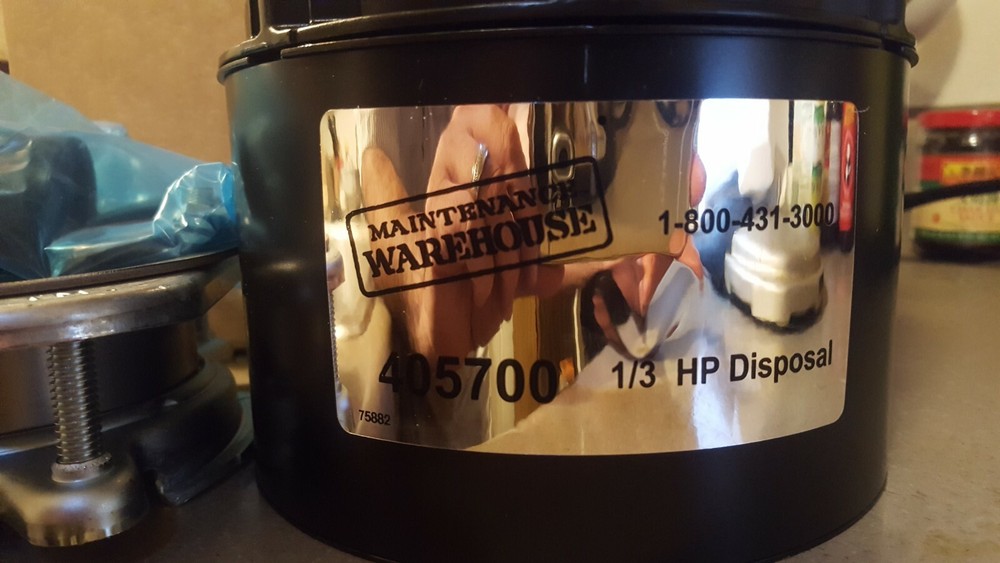 MAINTENANCE
WAREHOUSE
1-800-431-3000
405700
1/3 HP Disposal
75882